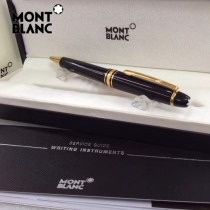 MONT
BLANC
SERVICE GUIDE
WRITING INSTRUMENTS
MONT
BLANC